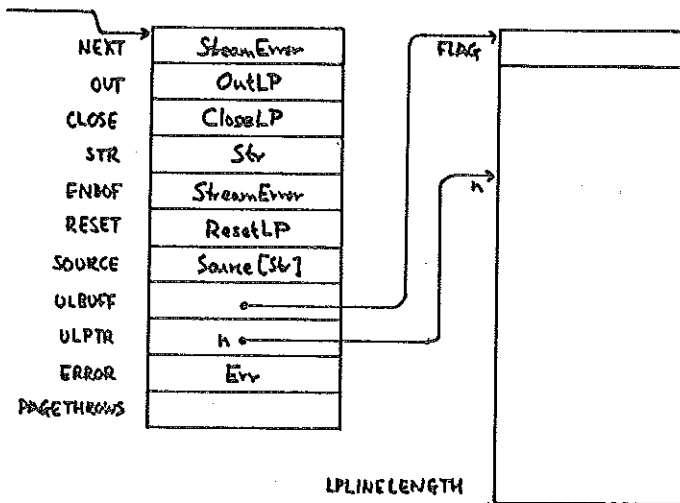 NEXT StreamError FLAG
OUT OutLP
CLOSE CloseLP
STR Str
ENDOF StreamError
RESET ResetLP n
SOURCE Source[Str]
ULBUFF
ULPTR n
ERROR Err
PAGETHROWS
LPLINELENGTH